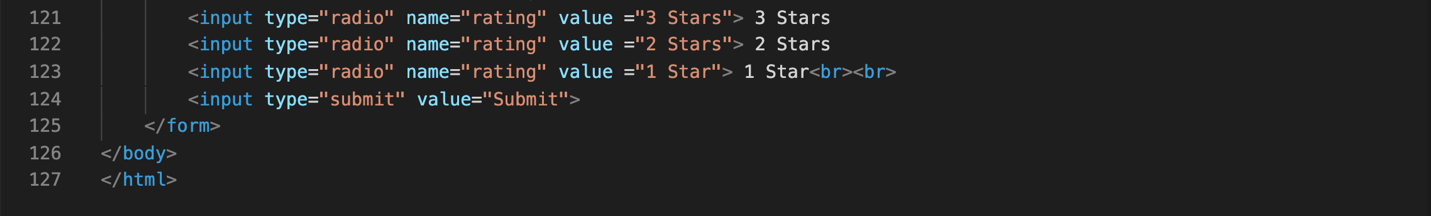 121 <input type="radio" name="rating" value ="3 Stars"> 3 Stars
122 <input type="radio" name="rating" value ="2 Stars"> 2 Stars
123 <input type="radio" name="rating" value ="1 Star"> 1 Star<br><br>
124 <input type="submit" value="Submit">
125 </form>
126 </body>
127 </html>